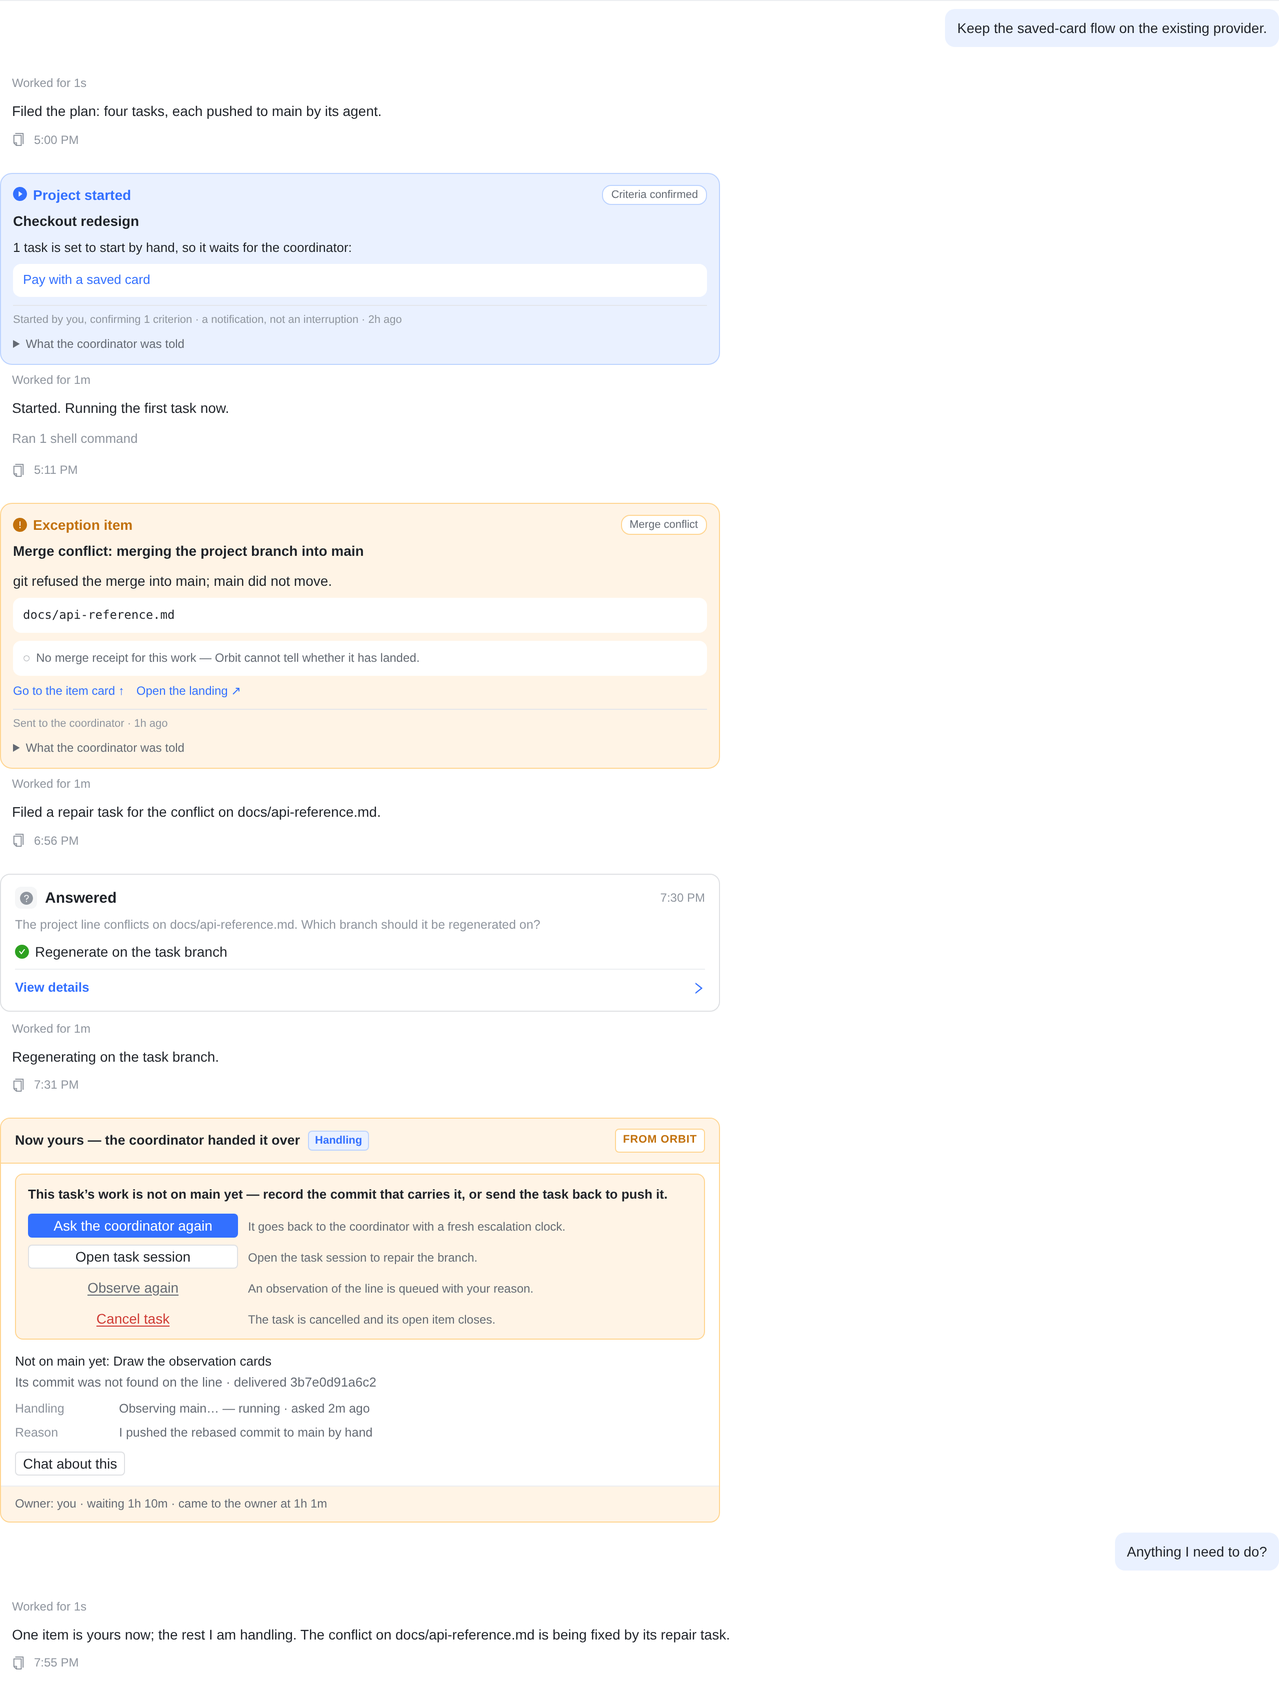 Keep the saved-card flow on the existing provider.
Worked for 1s
Filed the plan: four tasks, each pushed to main by its agent.
5:00 PM
Project started
Criteria confirmed
Checkout redesign
1 task is set to start by hand, so it waits for the coordinator:
Pay with a saved card
Started by you, confirming 1 criterion · a notification, not an interruption · 2h ago
What the coordinator was told
Worked for 1m
Started. Running the first task now.
Ran 1 shell command
5:11 PM
Exception item
Merge conflict
Merge conflict: merging the project branch into main
git refused the merge into main; main did not move.
docs/api-reference.md
No merge receipt for this work — Orbit cannot tell whether it has landed.
Go to the item card ↑ Open the landing ↗
Sent to the coordinator · 1h ago
What the coordinator was told
Worked for 1m
Filed a repair task for the conflict on docs/api-reference.md.
6:56 PM
Answered
7:30 PM
The project line conflicts on docs/api-reference.md. Which branch should it be regenerated on?
Regenerate on the task branch
View details
Worked for 1m
Regenerating on the task branch.
7:31 PM
Now yours — the coordinator handed it over Handling
FROM ORBIT
This task’s work is not on main yet — record the commit that carries it, or send the task back to push it.
Ask the coordinator again It goes back to the coordinator with a fresh escalation clock.
Open task session Open the task session to repair the branch.
Observe again An observation of the line is queued with your reason.
Cancel task The task is cancelled and its open item closes.
Not on main yet: Draw the observation cards
Its commit was not found on the line · delivered 3b7e0d91a6c2
Handling Observing main… — running · asked 2m ago
Reason I pushed the rebased commit to main by hand
Chat about this
Owner: you · waiting 1h 10m · came to the owner at 1h 1m
Anything I need to do?
Worked for 1s
One item is yours now; the rest I am handling. The conflict on docs/api-reference.md is being fixed by its repair task.
7:55 PM